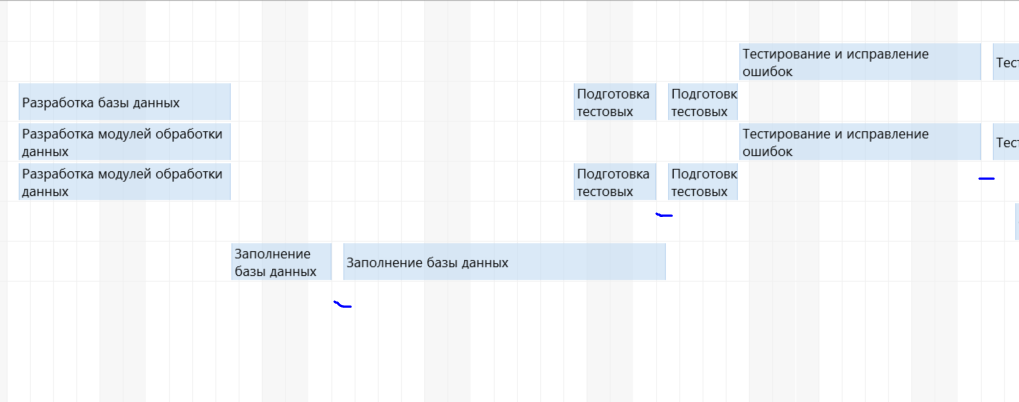 Тестирование и исправление
ошибок
Тест
Разработка базы данных
Подготовка
тестовых
Подготовк
тестовых
Разработка модулей обработки
данных
Тестирование и исправление
ошибок
Тест
Разработка модулей обработки
данных
Подготовка
тестовых
Подготовк
тестовых
Заполнение
базы данных
Заполнение базы данных